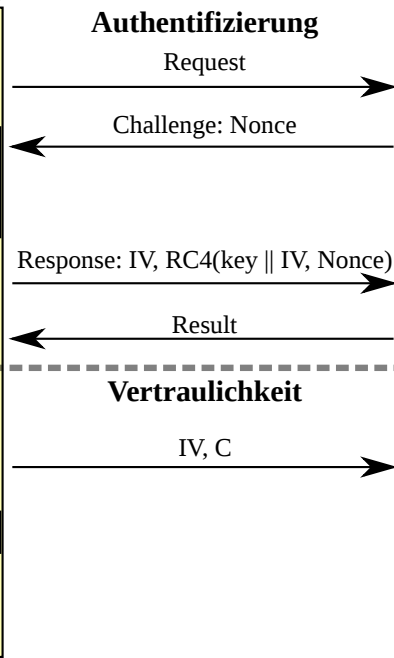 Authentifizierung
Request
Challenge: Nonce
Response: IV, RC4(key || IV, Nonce)
Result
Vertraulichkeit
IV, C